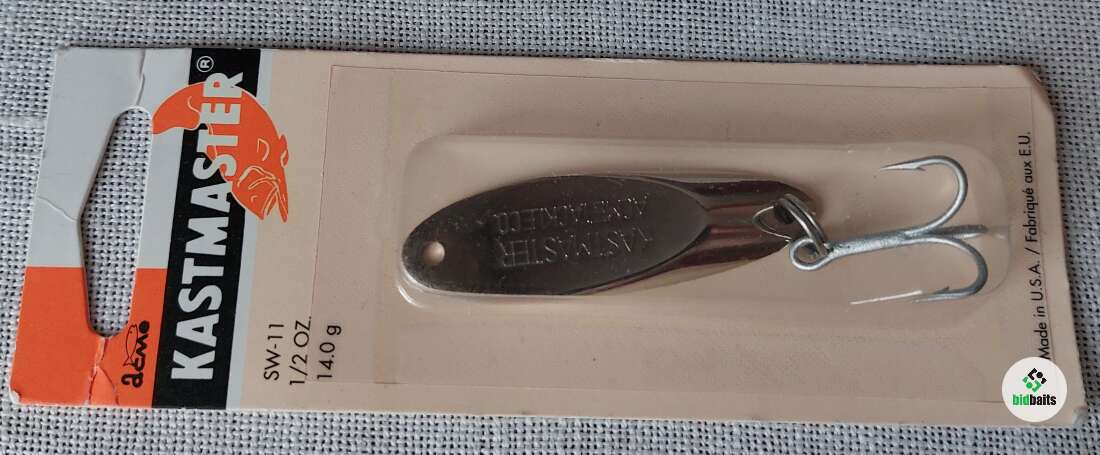 KASTMASTER®
acme
SW-11
1/2 OZ.
14.0 g
KASTMASTER
ACME TACKLE CO.
Made in U.S.A. / Fabriqué aux E.U.
bidbaits